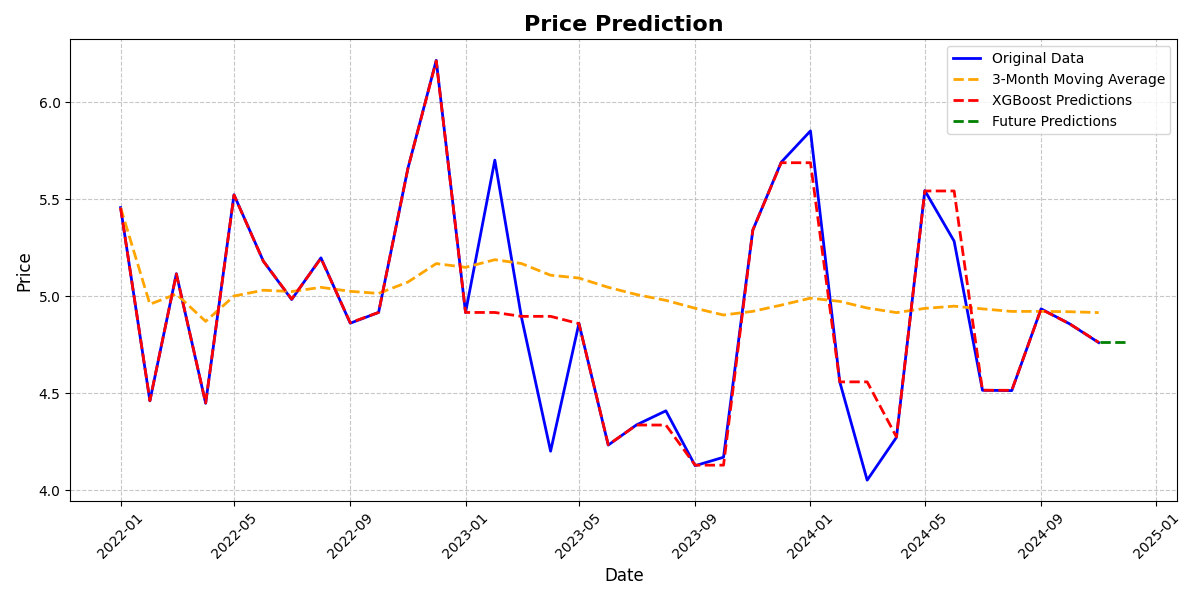 Price Prediction
Original Data
3-Month Moving Average
XGBoost Predictions
Future Predictions
Price
6.0
5.5
5.0
4.5
4.0
2022-01
2022-05
2022-09
2023-01
2023-05
2023-09
2024-01
2024-05
2024-09
2025-01
Date